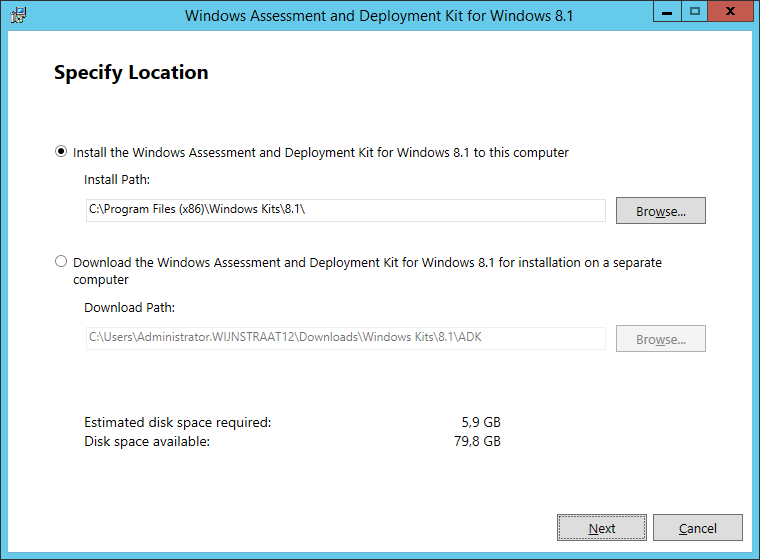 Windows Assessment and Deployment Kit for Windows 8.1
Specify Location
Install the Windows Assessment and Deployment Kit for Windows 8.1 to this computer
Install Path:
C:\Program Files (x86)\Windows Kits\8.1\
Browse...
Download the Windows Assessment and Deployment Kit for Windows 8.1 for installation on a separate
computer
Download Path:
C:\Users\Administrator.WIJNSTRAAT12\Downloads\Windows Kits\8.1\ADK
Browse...
Estimated disk space required: 5,9 GB
Disk space available: 79,8 GB
Next Cancel